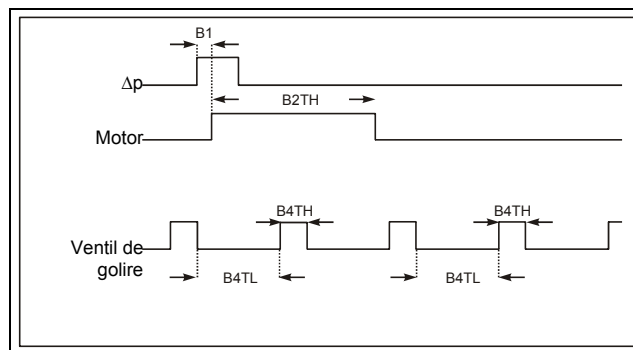 B1
Δp
B2TH
Motor
B4TH
B4TH
Ventil de
golire
B4TL
B4TL